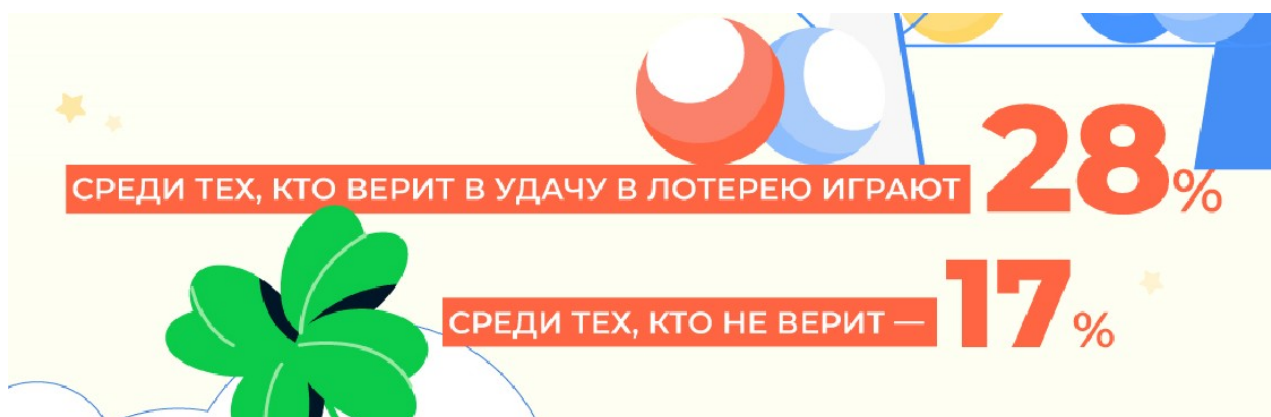 СРЕДИ ТЕХ, КТО ВЕРИТ В УДАЧУ В ЛОТЕРЕЮ ИГРАЮТ 28%
СРЕДИ ТЕХ, КТО НЕ ВЕРИТ — 17%